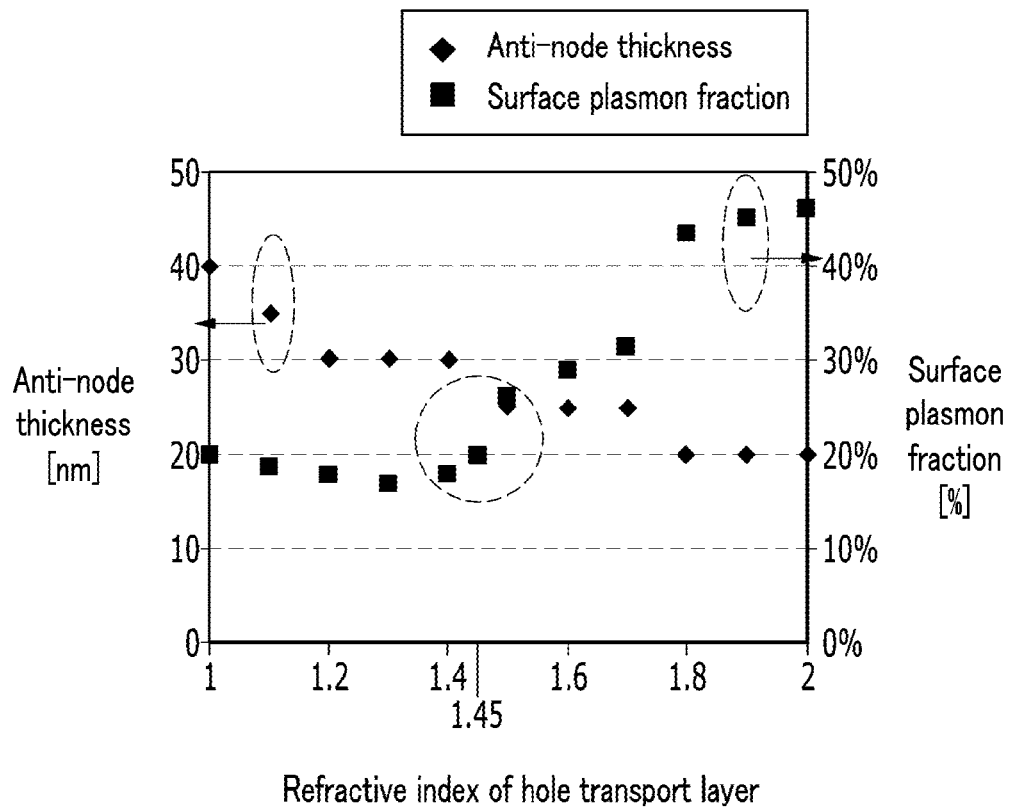 Anti-node thickness
Surface plasmon fraction
50
40
30
20
10
0
50%
40%
30%
20%
10%
0%
Anti-node
thickness
[nm]
Surface
plasmon
fraction
[%]
1
1.2
1.4
1.6
1.8
2
1.45
Refractive index of hole transport layer